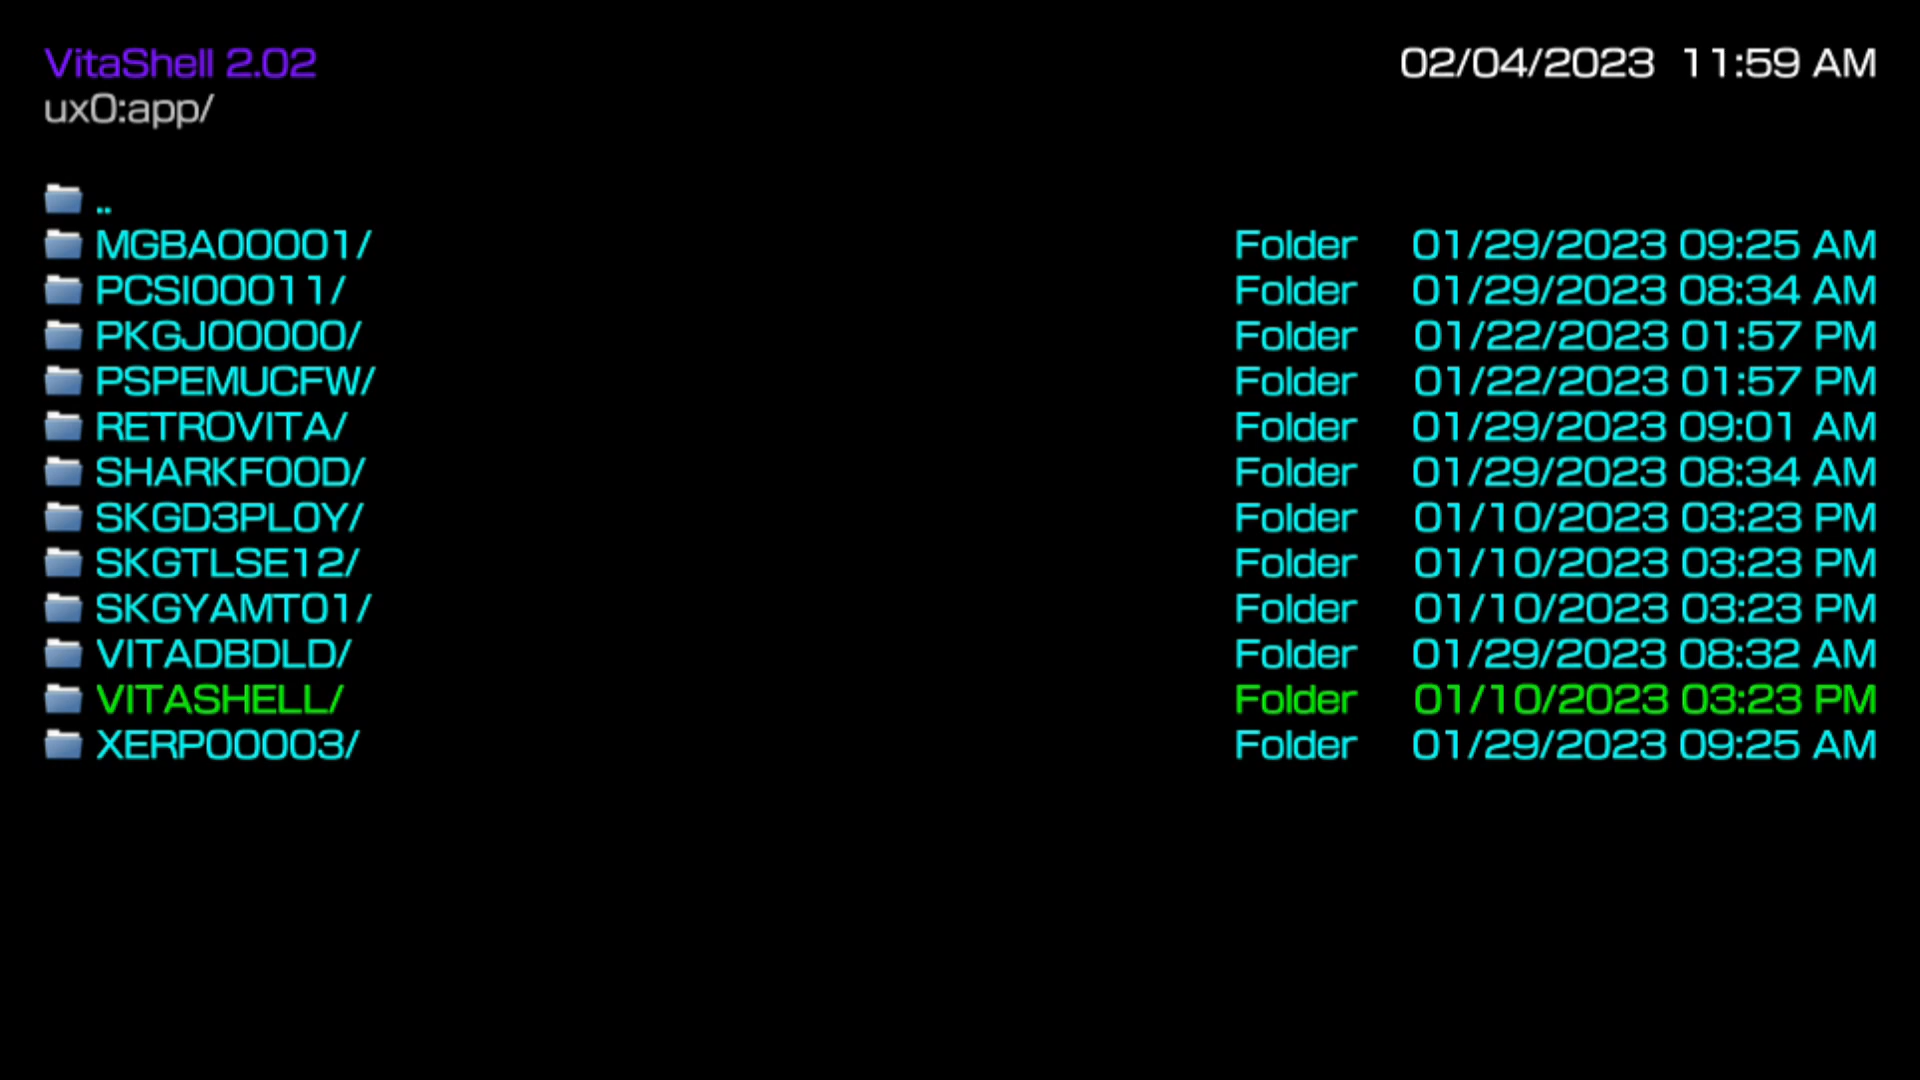 VitaShell 2.02 02/04/2023 11:59 AM
ux0:app/
..
MGBA00001/ Folder 01/29/2023 09:25 AM
PCSI00011/ Folder 01/29/2023 08:34 AM
PKGJ00000/ Folder 01/22/2023 01:57 PM
PSPEMUCFW/ Folder 01/22/2023 01:57 PM
RETROVITA/ Folder 01/29/2023 09:01 AM
SHARKF00D/ Folder 01/29/2023 08:34 AM
SKGD3PL0Y/ Folder 01/10/2023 03:23 PM
SKGTLSE12/ Folder 01/10/2023 03:23 PM
SKGYAMT01/ Folder 01/10/2023 03:23 PM
VITADBDLD/ Folder 01/29/2023 08:32 AM
VITASHELL/ Folder 01/10/2023 03:23 PM
XERP00003/ Folder 01/29/2023 09:25 AM